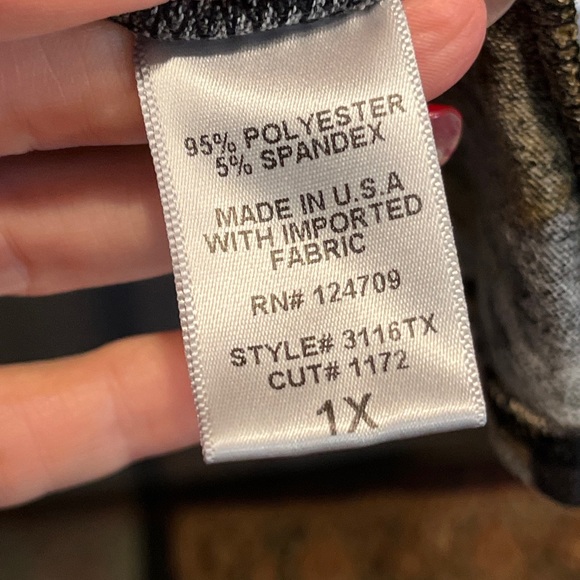 95% POLYESTER
5% SPANDEX
MADE IN U.S.A
WITH IMPORTED
FABRIC
RN# 124709
STYLE# 3116TX
CUT# 1172
1X